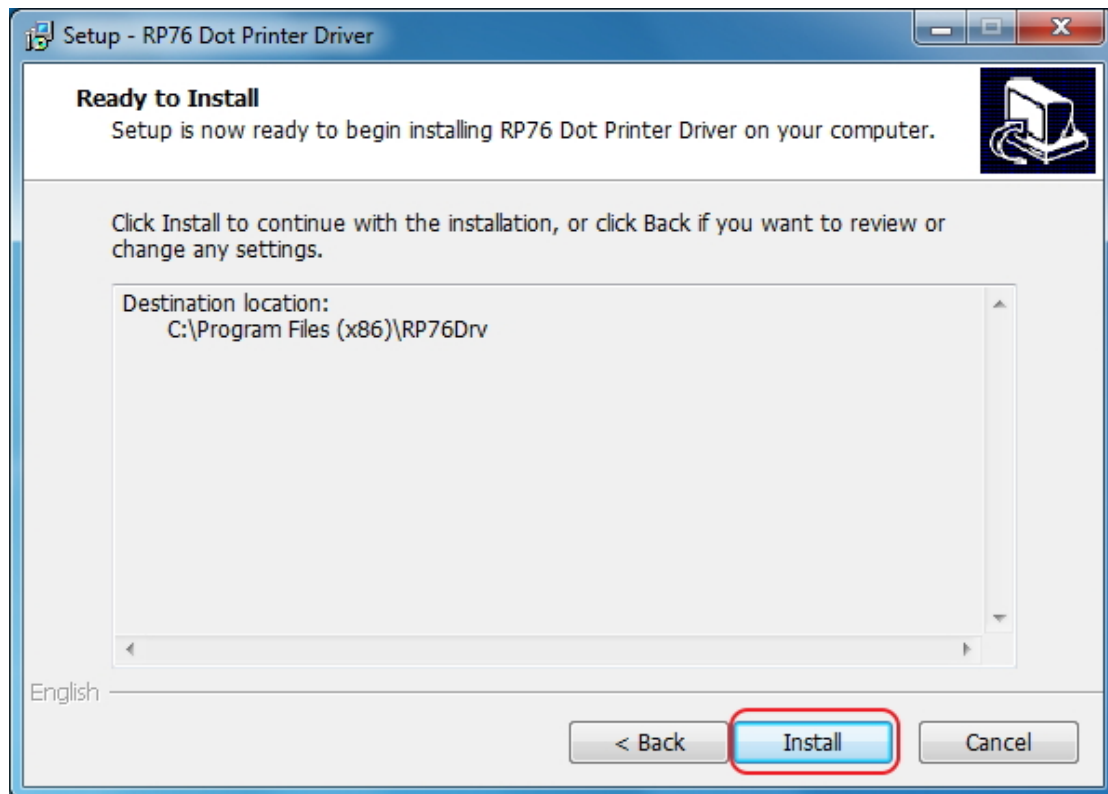 Setup - RP76 Dot Printer Driver
Ready to Install
Setup is now ready to begin installing RP76 Dot Printer Driver on your computer.
Click Install to continue with the installation, or click Back if you want to review or
change any settings.
Destination location:
C:\Program Files (x86)\RP76Drv
English
< Back Install Cancel